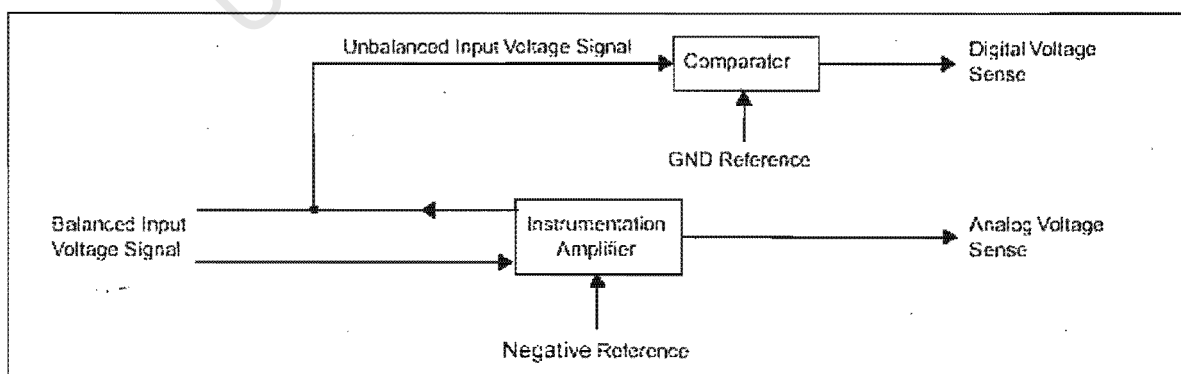 Unbalanced Input Voltage Signal
Comparator
Digital Voltage
Sense
GND Reference
Balanced Input
Voltage Signal
Instrumentation
Amplifier
Analog Voltage
Sense
Negative Reference